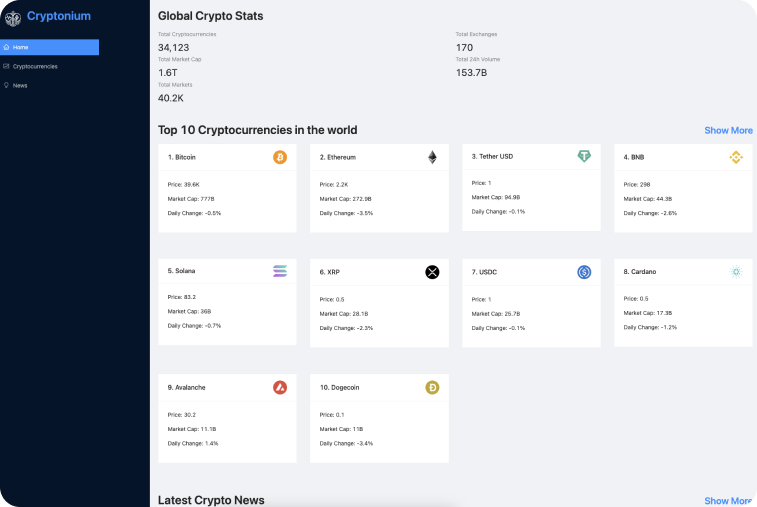 Cryptonium
Home
Cryptocurrencies
News
Global Crypto Stats
Total Cryptocurrencies
34,123
Total Exchanges
170
Total Market Cap
1.6T
Total 24h Volume
153.7B
Total Markets
40.2K
Top 10 Cryptocurrencies in the world
Show More
1. Bitcoin
Price: 39.6K
Market Cap: 777B
Daily Change: -0.5%
2. Ethereum
Price: 2.2K
Market Cap: 272.9B
Daily Change: -3.5%
3. Tether USD
Price: 1
Market Cap: 94.9B
Daily Change: -0.1%
4. BNB
Price: 298
Market Cap: 44.3B
Daily Change: -2.6%
5. Solana
Price: 83.2
Market Cap: 36B
Daily Change: -0.7%
6. XRP
Price: 0.5
Market Cap: 28.1B
Daily Change: -2.3%
7. USDC
Price: 1
Market Cap: 25.7B
Daily Change: -0.1%
8. Cardano
Price: 0.5
Market Cap: 17.3B
Daily Change: -1.2%
9. Avalanche
Price: 30.2
Market Cap: 11.1B
Daily Change: 1.4%
10. Dogecoin
Price: 0.1
Market Cap: 11B
Daily Change: -3.4%
Latest Crypto News
Show More